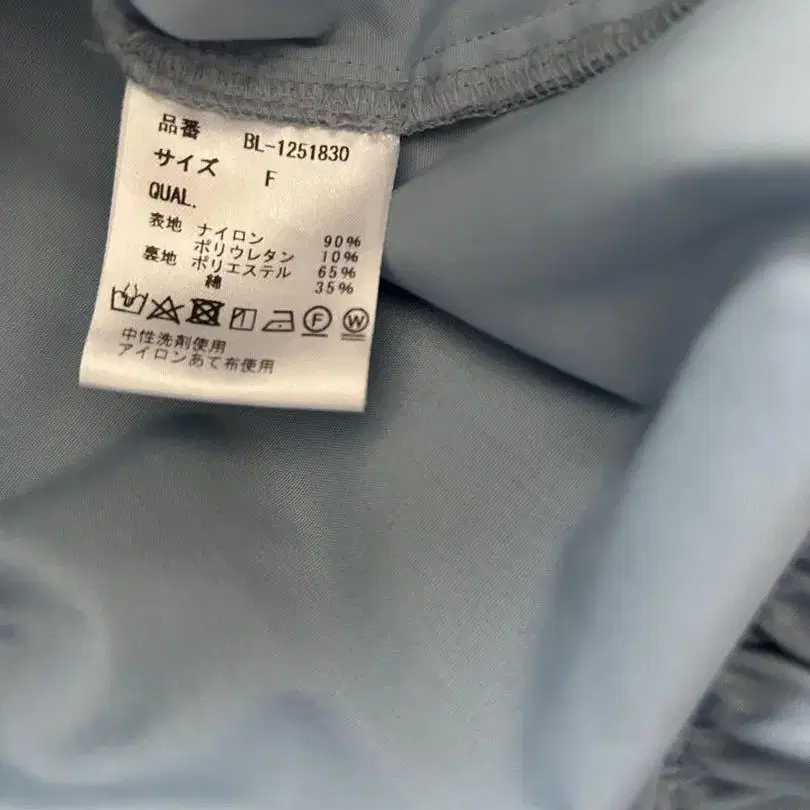 品番 BL-1251830
サイズ F
QUAL.
表地 ナイロン 90%
ポリウレタン 10%
裏地 ポリエステル 65%
綿 35%
F W
中性洗剤使用
アイロンあて布使用